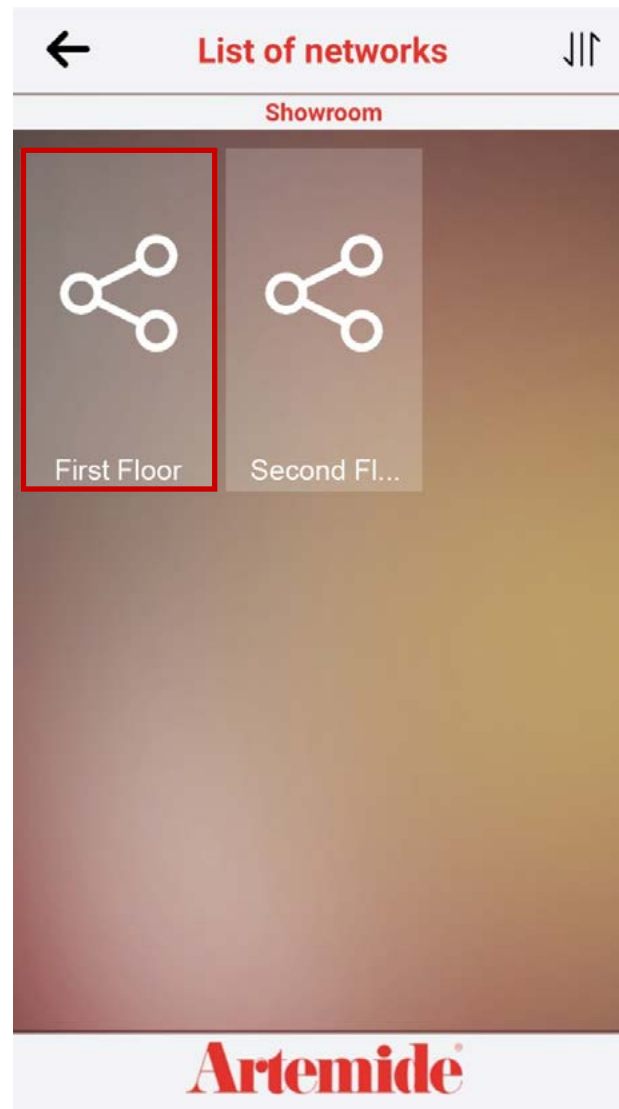 List of networks
Showroom
First Floor
Second Fl...
Artemide®